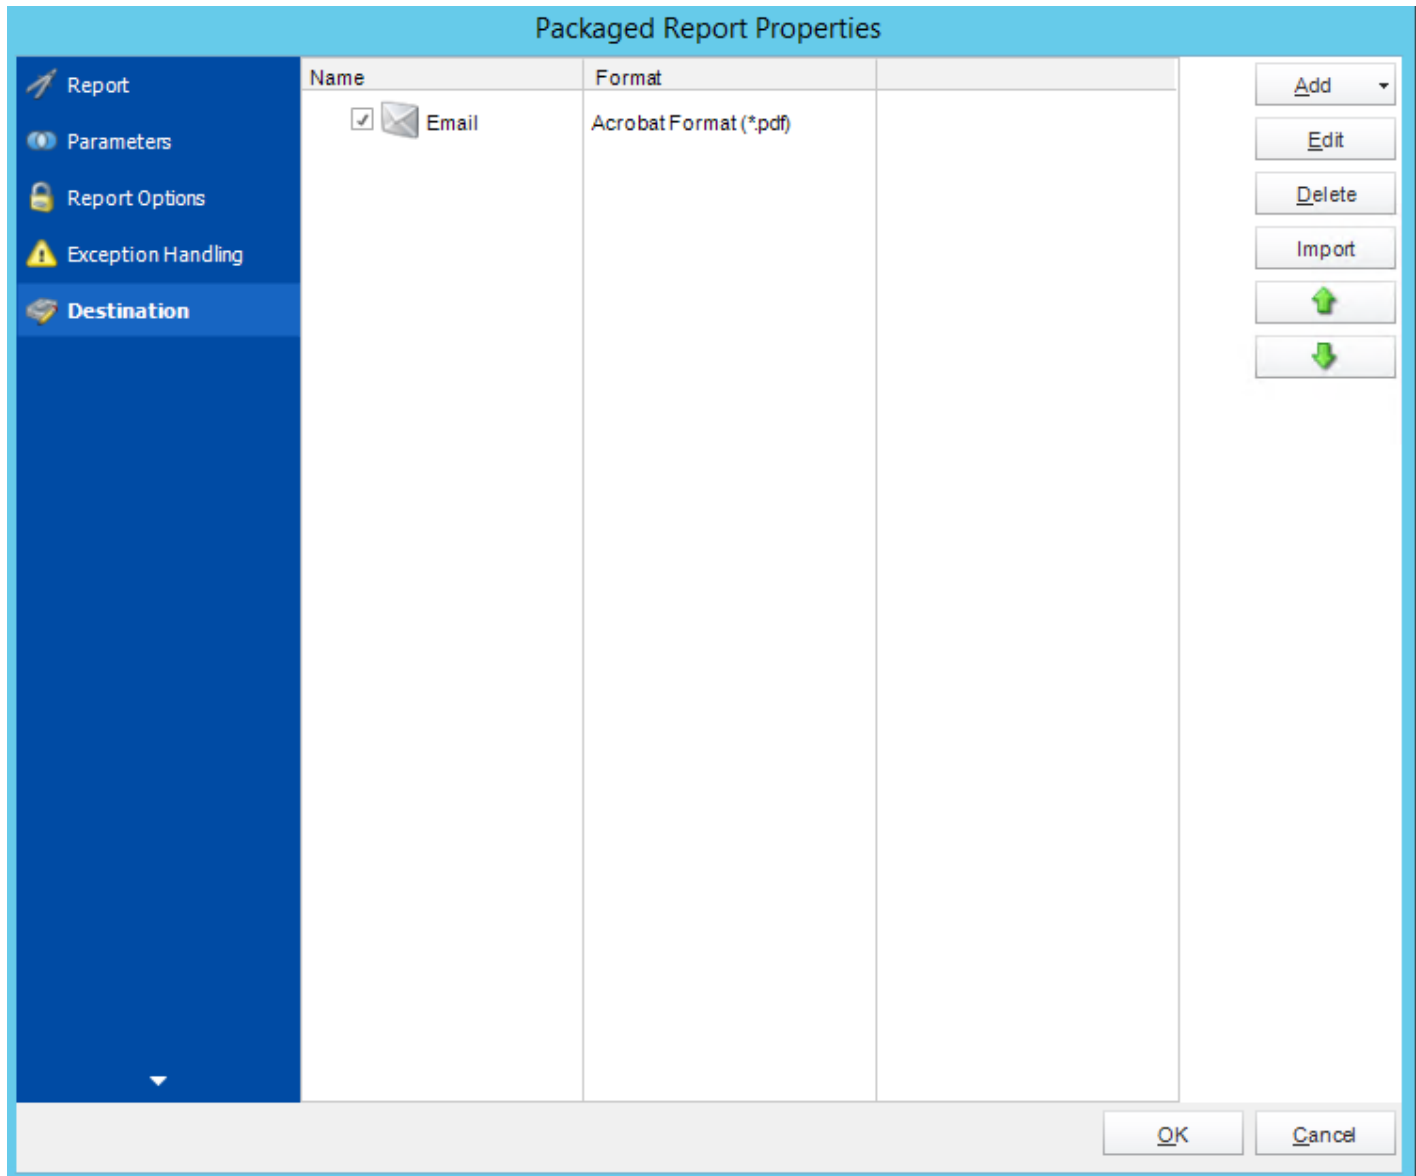 Packaged Report Properties
Report
Parameters
Report Options
Exception Handling
Destination
Name Format
Email Acrobat Format (*.pdf)
Add
Edit
Delete
Import
OK Cancel